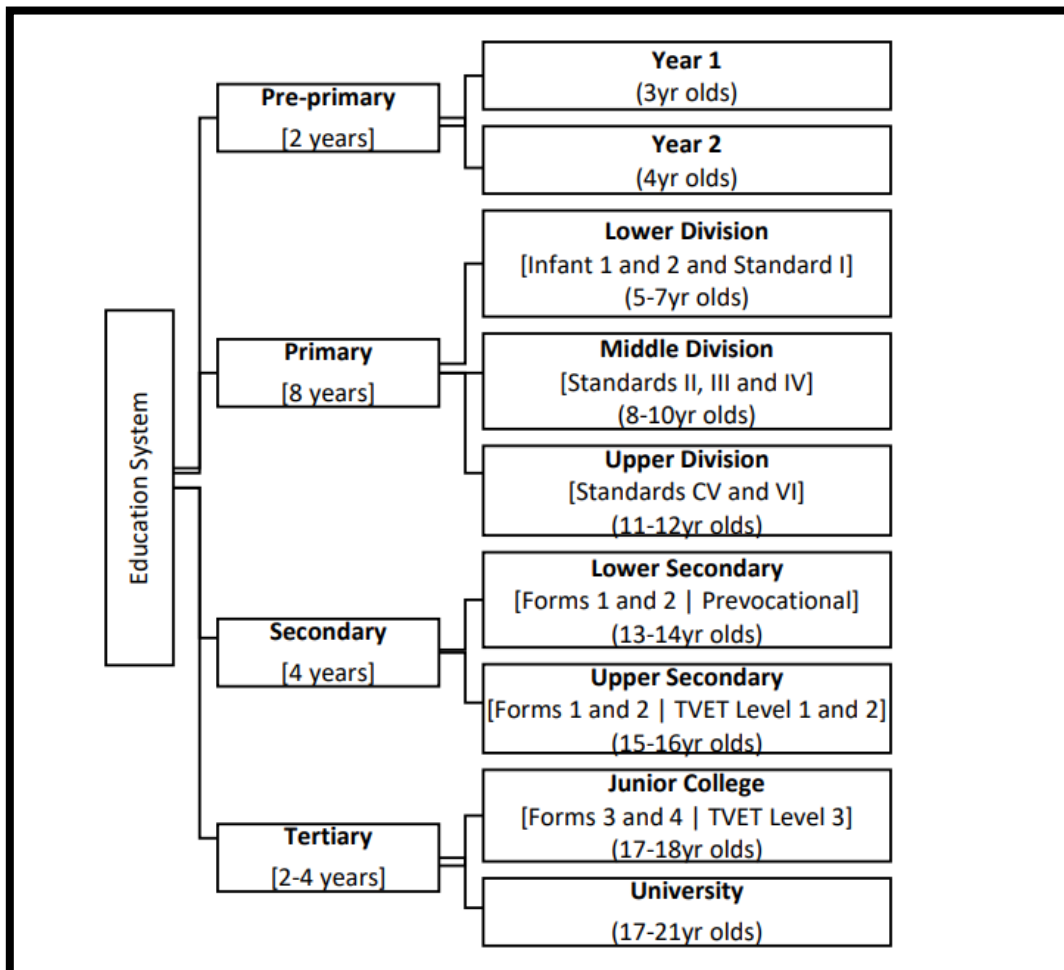 Education System
Pre-primary
[2 years]
Year 1
(3yr olds)
Year 2
(4yr olds)
Primary
[8 years]
Lower Division
[Infant 1 and 2 and Standard I]
(5-7yr olds)
Middle Division
[Standards II, III and IV]
(8-10yr olds)
Upper Division
[Standards CV and VI]
(11-12yr olds)
Secondary
[4 years]
Lower Secondary
[Forms 1 and 2 | Prevocational]
(13-14yr olds)
Upper Secondary
[Forms 1 and 2 | TVET Level 1 and 2]
(15-16yr olds)
Tertiary
[2-4 years]
Junior College
[Forms 3 and 4 | TVET Level 3]
(17-18yr olds)
University
(17-21yr olds)